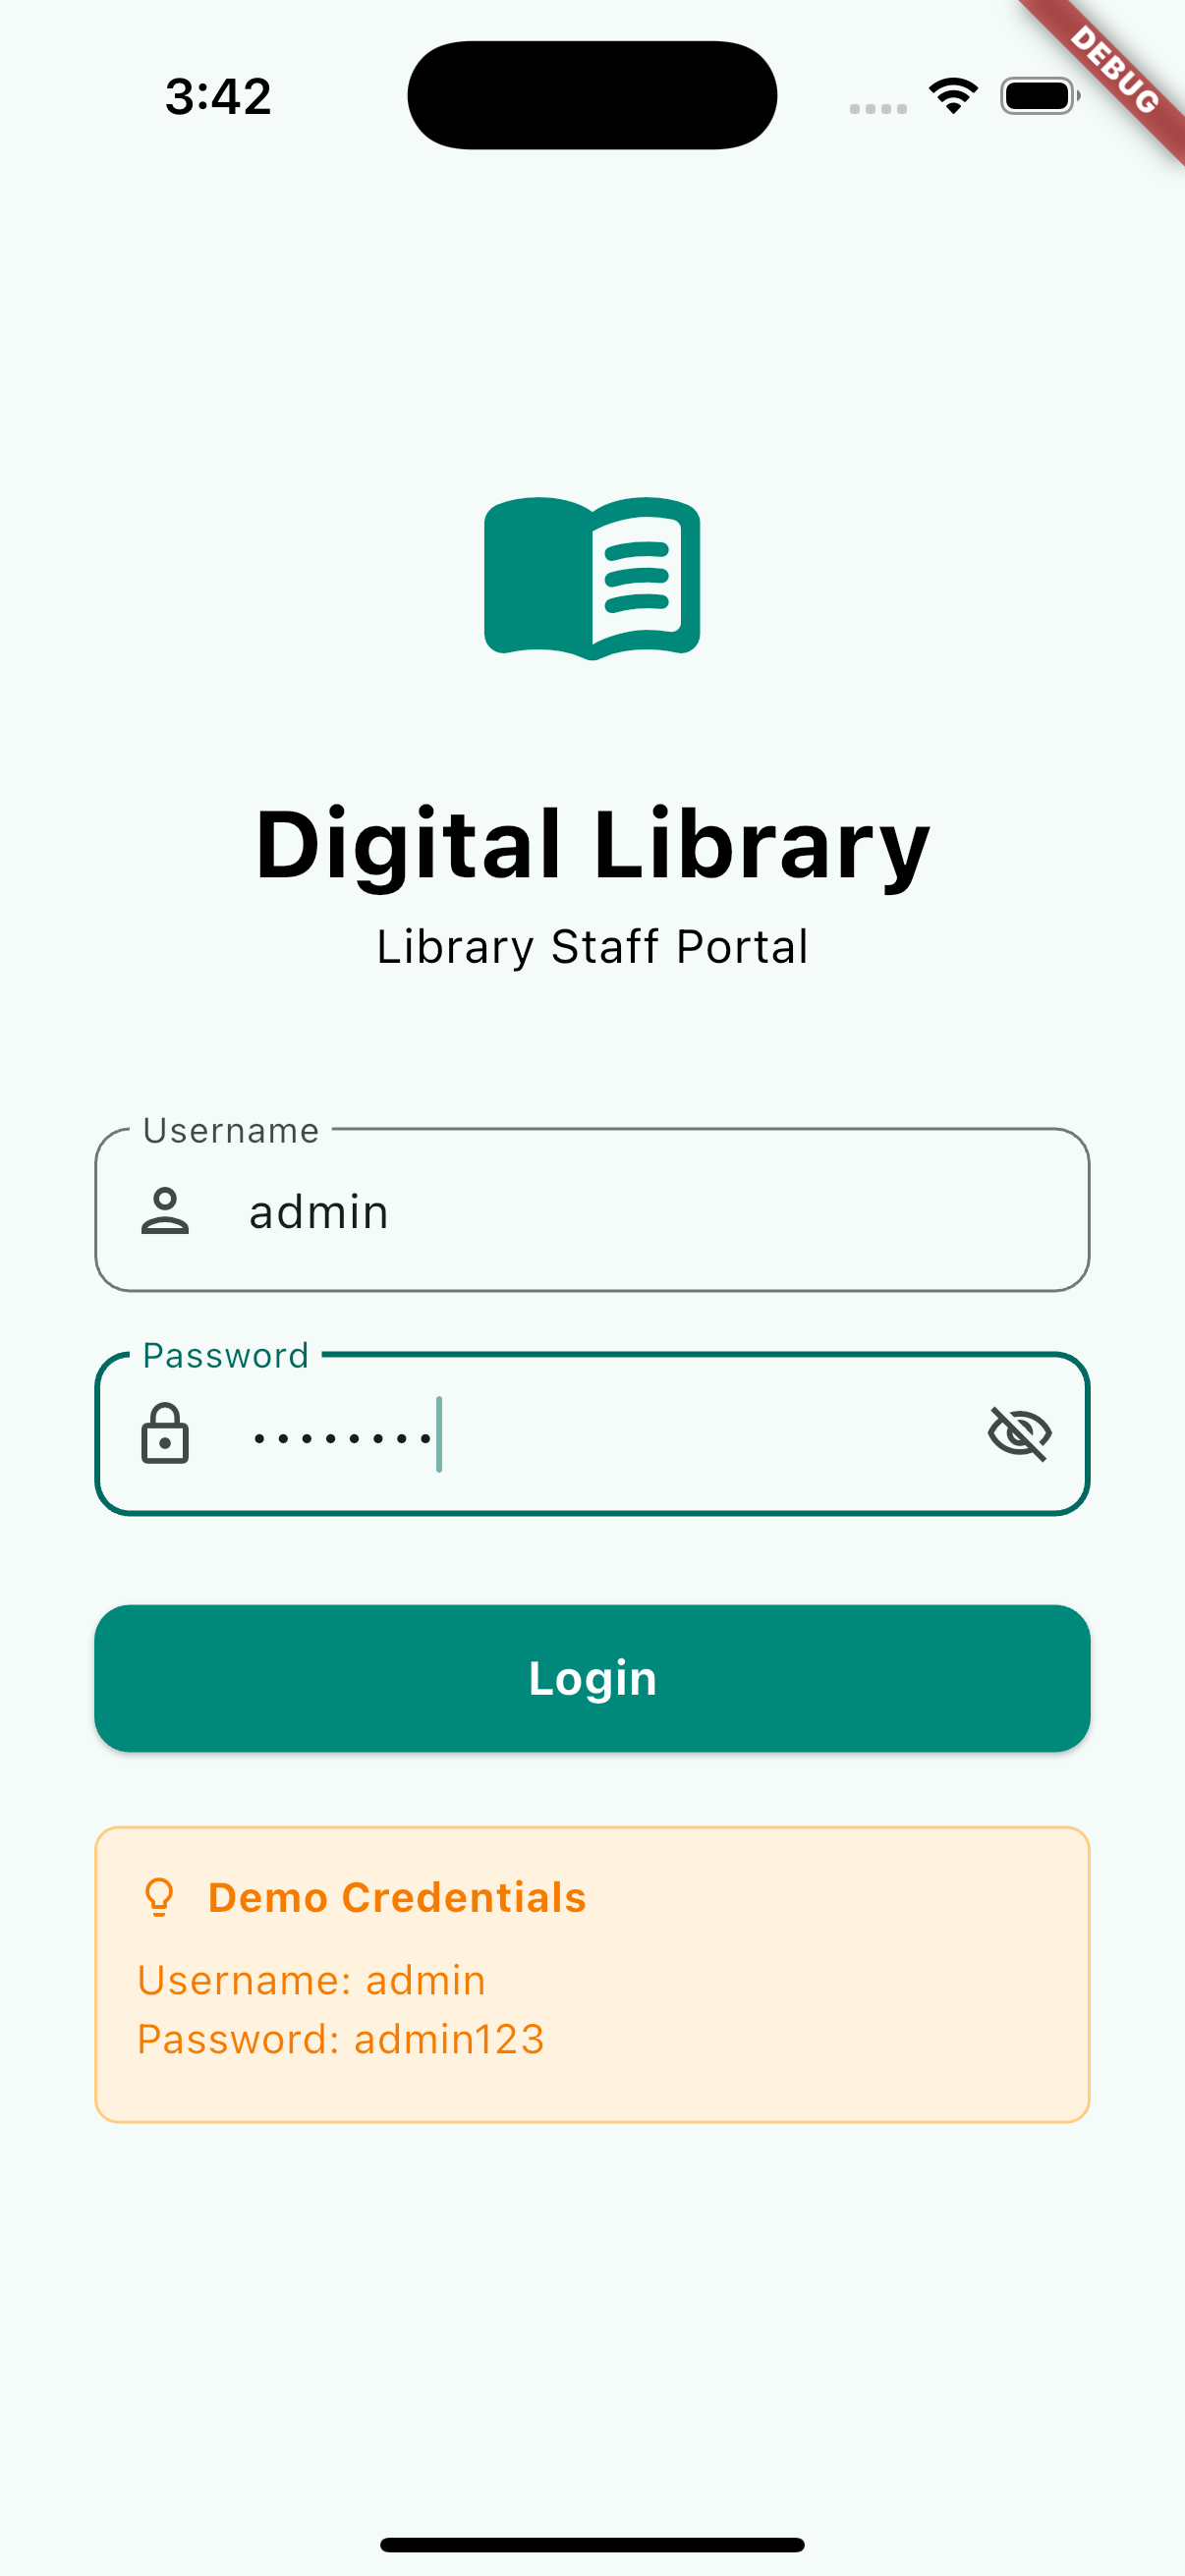 3:42
DEBUG
Digital Library
Library Staff Portal
Username
admin
Password
••••••••
Login
Demo Credentials
Username: admin
Password: admin123